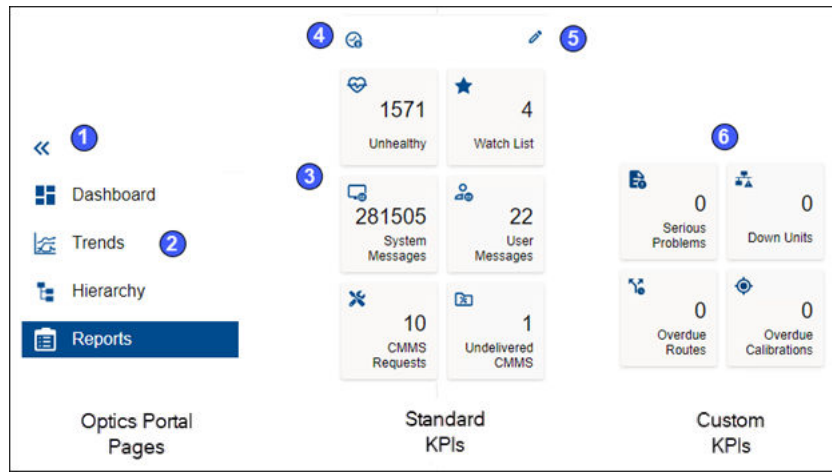 4
5
1571
Unhealthy
4
Watch List
1
6
Dashboard
3
281505
System
Messages
22
User
Messages
0
Serious
Problems
0
Down Units
Trends
2
Hierarchy
Reports
10
CMMS
Requests
1
Undelivered
CMMS
0
Overdue
Routes
0
Overdue
Calibrations
Optics Portal
Pages
Standard
KPIs
Custom
KPIs